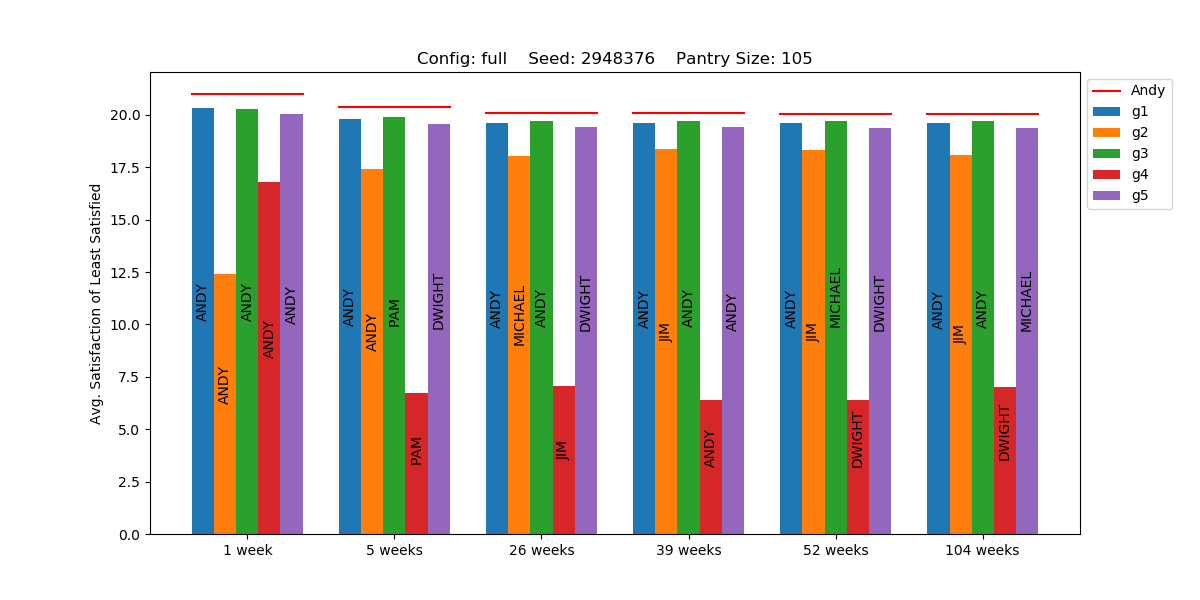 Config: full    Seed: 2948376    Pantry Size: 105
Avg. Satisfaction of Least Satisfied
20.0
17.5
15.0
12.5
10.0
7.5
5.0
2.5
0.0
ANDY
ANDY
ANDY
ANDY
ANDY
ANDY
ANDY
PAM
PAM
DWIGHT
ANDY
MICHAEL
ANDY
JIM
DWIGHT
ANDY
JIM
ANDY
ANDY
ANDY
ANDY
JIM
MICHAEL
DWIGHT
DWIGHT
ANDY
JIM
ANDY
DWIGHT
MICHAEL
1 week
5 weeks
26 weeks
39 weeks
52 weeks
104 weeks
Andy
g1
g2
g3
g4
g5